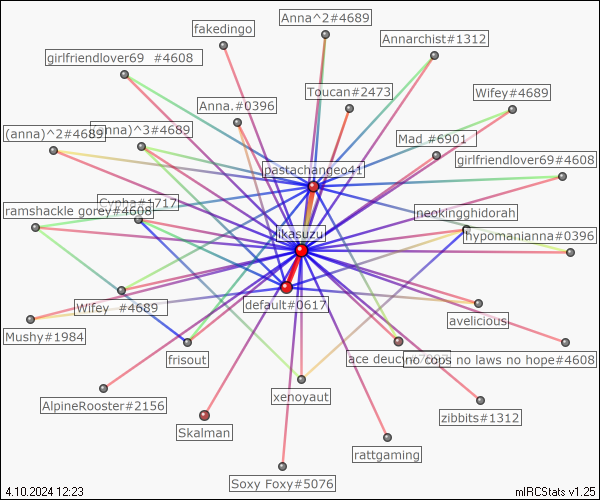 Anna^2#4689
fakedingo
Annarchist#1312
girlfriendlover69 #4608
Toucan#2473
Wifey#4689
Anna.#0396
(anna)^2#4689
(anna)^3#4689
Mad_#6901
girlfriendlover69#4608
pastachangeo41
Cypha#1717
ramshackle gorey#4608
neokingghidorah
ikasuzu
hypomanianna#0396
default#0617
Wifey #4689
avelicious
Mushy#1984
frisout
ace deucy
no cops no laws no hope#4608
xenoyaut
AlpineRooster#2156
zibbits#1312
Skalman
rattgaming
Soxy Foxy#5076
4.10.2024 12:23
mIRCStats v1.25